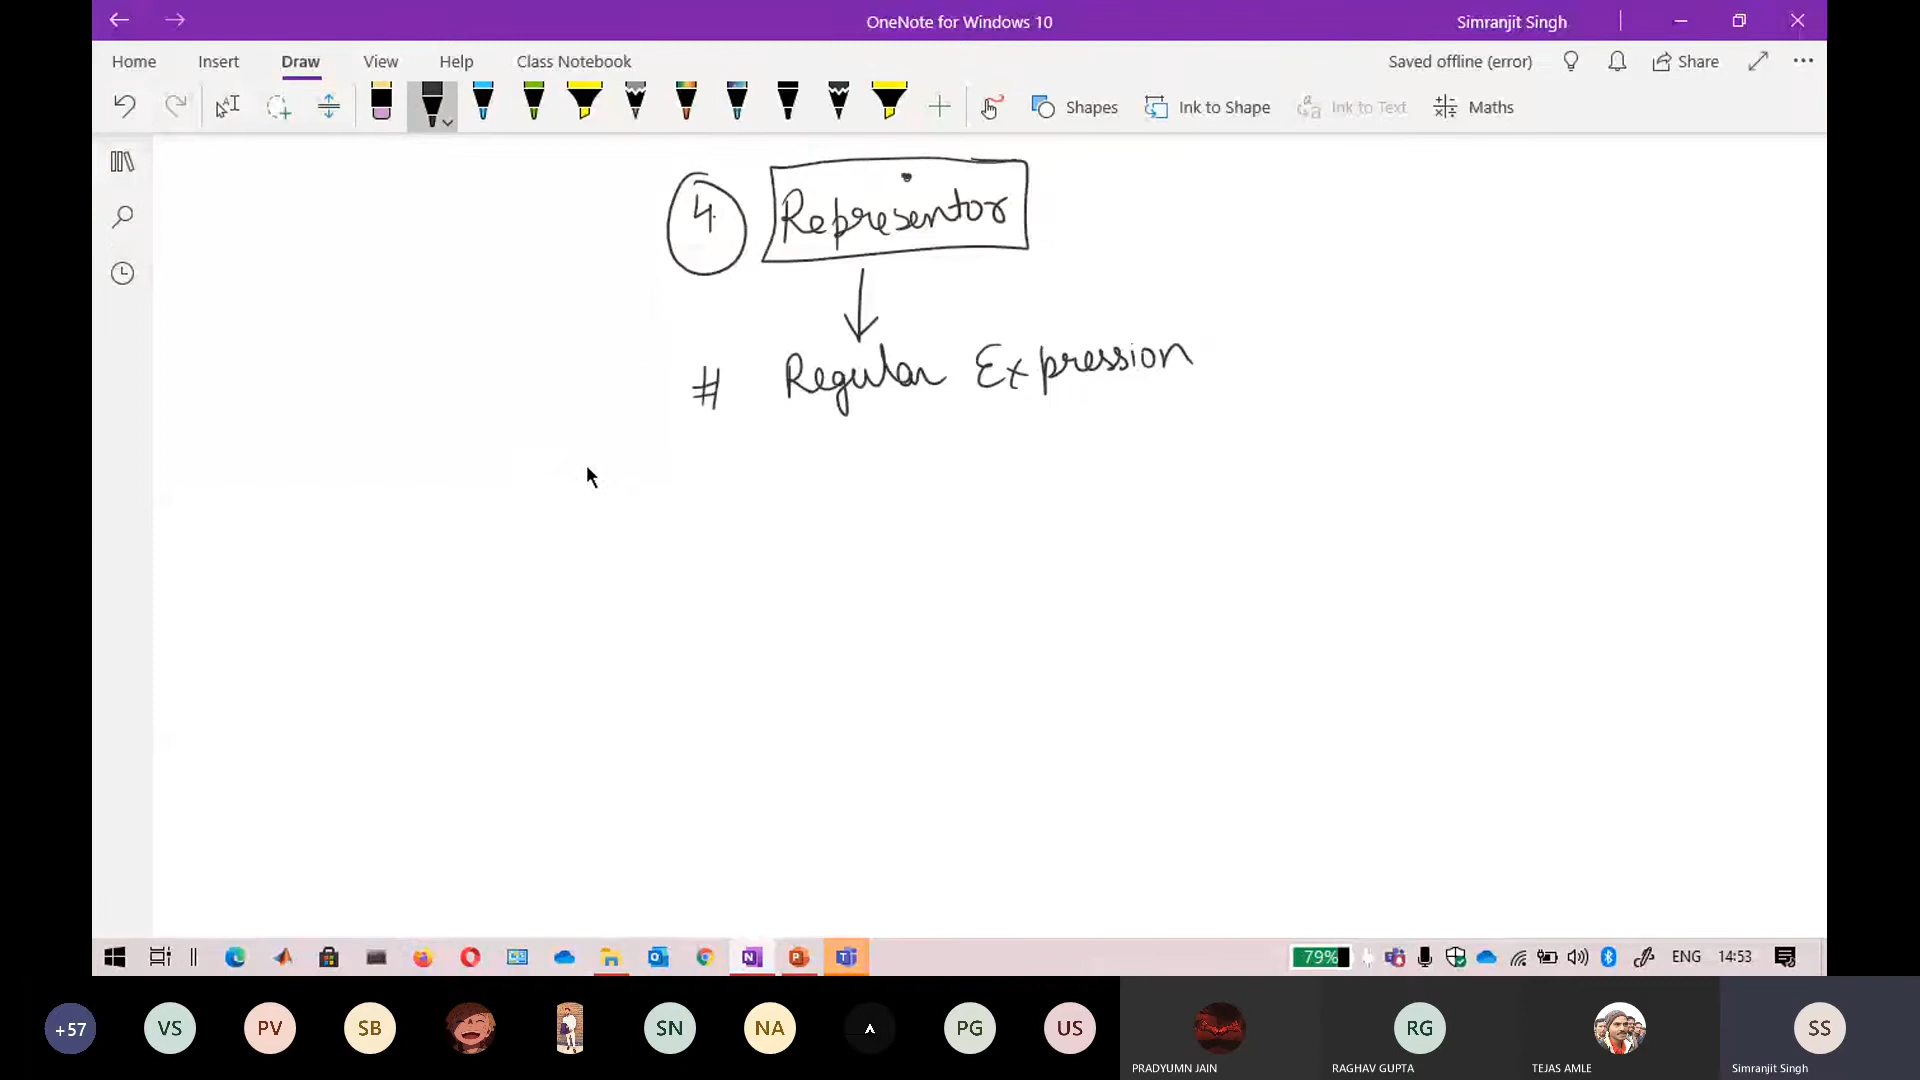 OneNote for Windows 10
Simranjit Singh
Home Insert Draw View Help Class Notebook
Saved offline (error) Share
Shapes Ink to Shape Ink to Text Maths
4 Representor
# Regular Expression
79% ENG 14:53
+57 VS PV SB SN NA A PG US RG SS
PRADYUMN JAIN RAGHAV GUPTA TEJAS AMLE Simranjit Singh